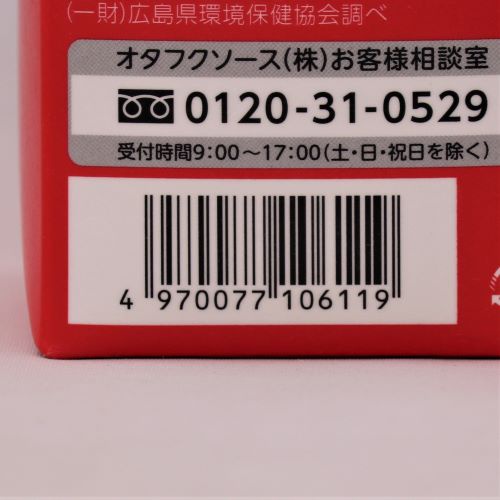 (一財)広島県環境保健協会調べ
オタフクソース(株)お客様相談室
0120-31-0529
受付時間9:00～17:00(土・日・祝日を除く)
4 970077 106119